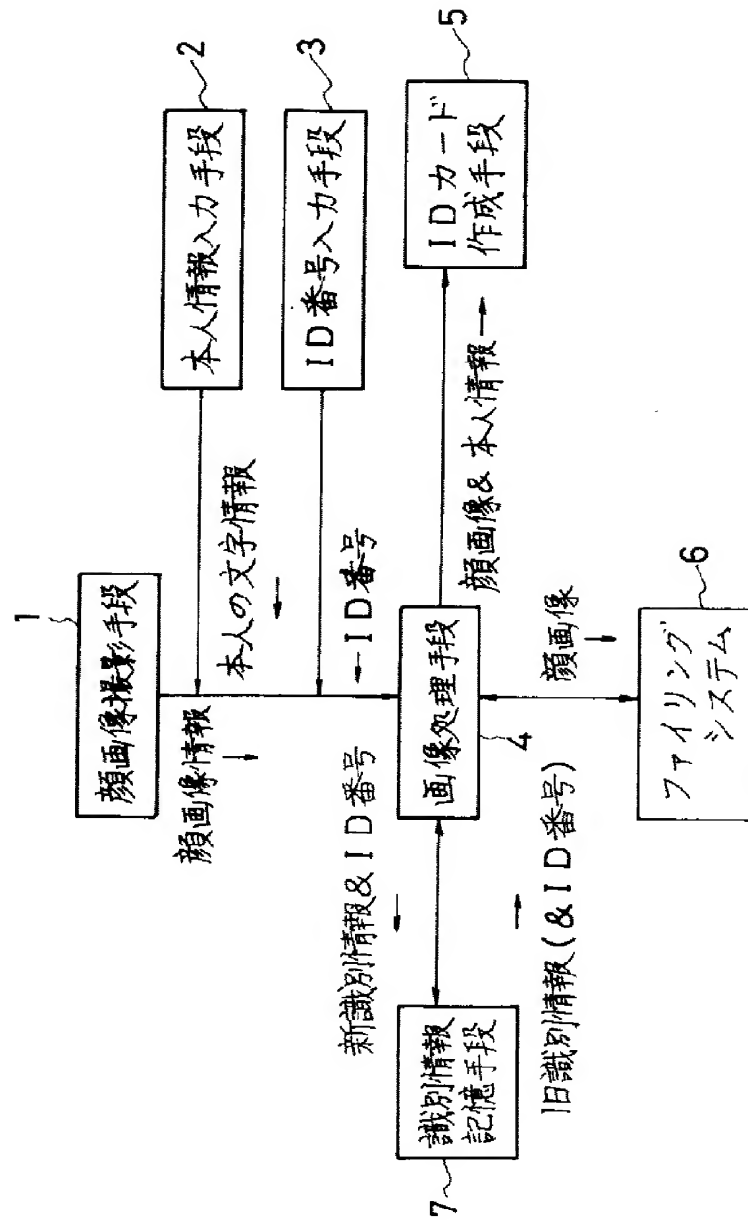 1
顔画像撮影手段
顔画像情報
2
本人情報入力手段
本人の文字情報
3
ID番号入力手段
ID番号
画像処理手段
4
顔画像&本人情報
5
IDカード
作成手段
顔画像
6
ファイリング
システム
新識別情報&ID番号
旧識別情報(&ID番号)
7
識別情報
記憶手段